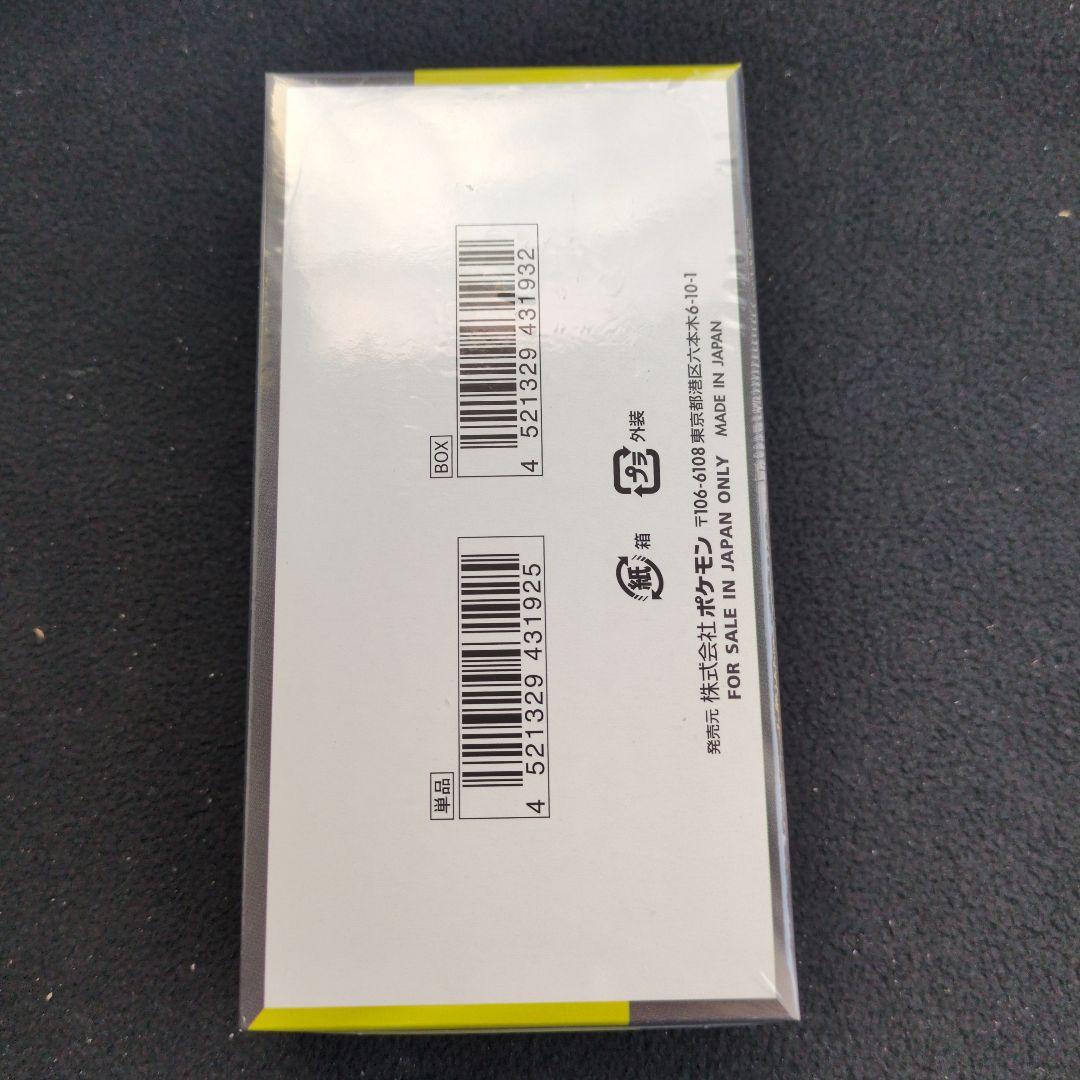 単品
4 521329 431925
BOX
4 521329 431932
紙 箱
プラ 外装
発売元 株式会社 ポケモン 〒106-6108 東京都港区六本木6-10-1
FOR SALE IN JAPAN ONLY MADE IN JAPAN